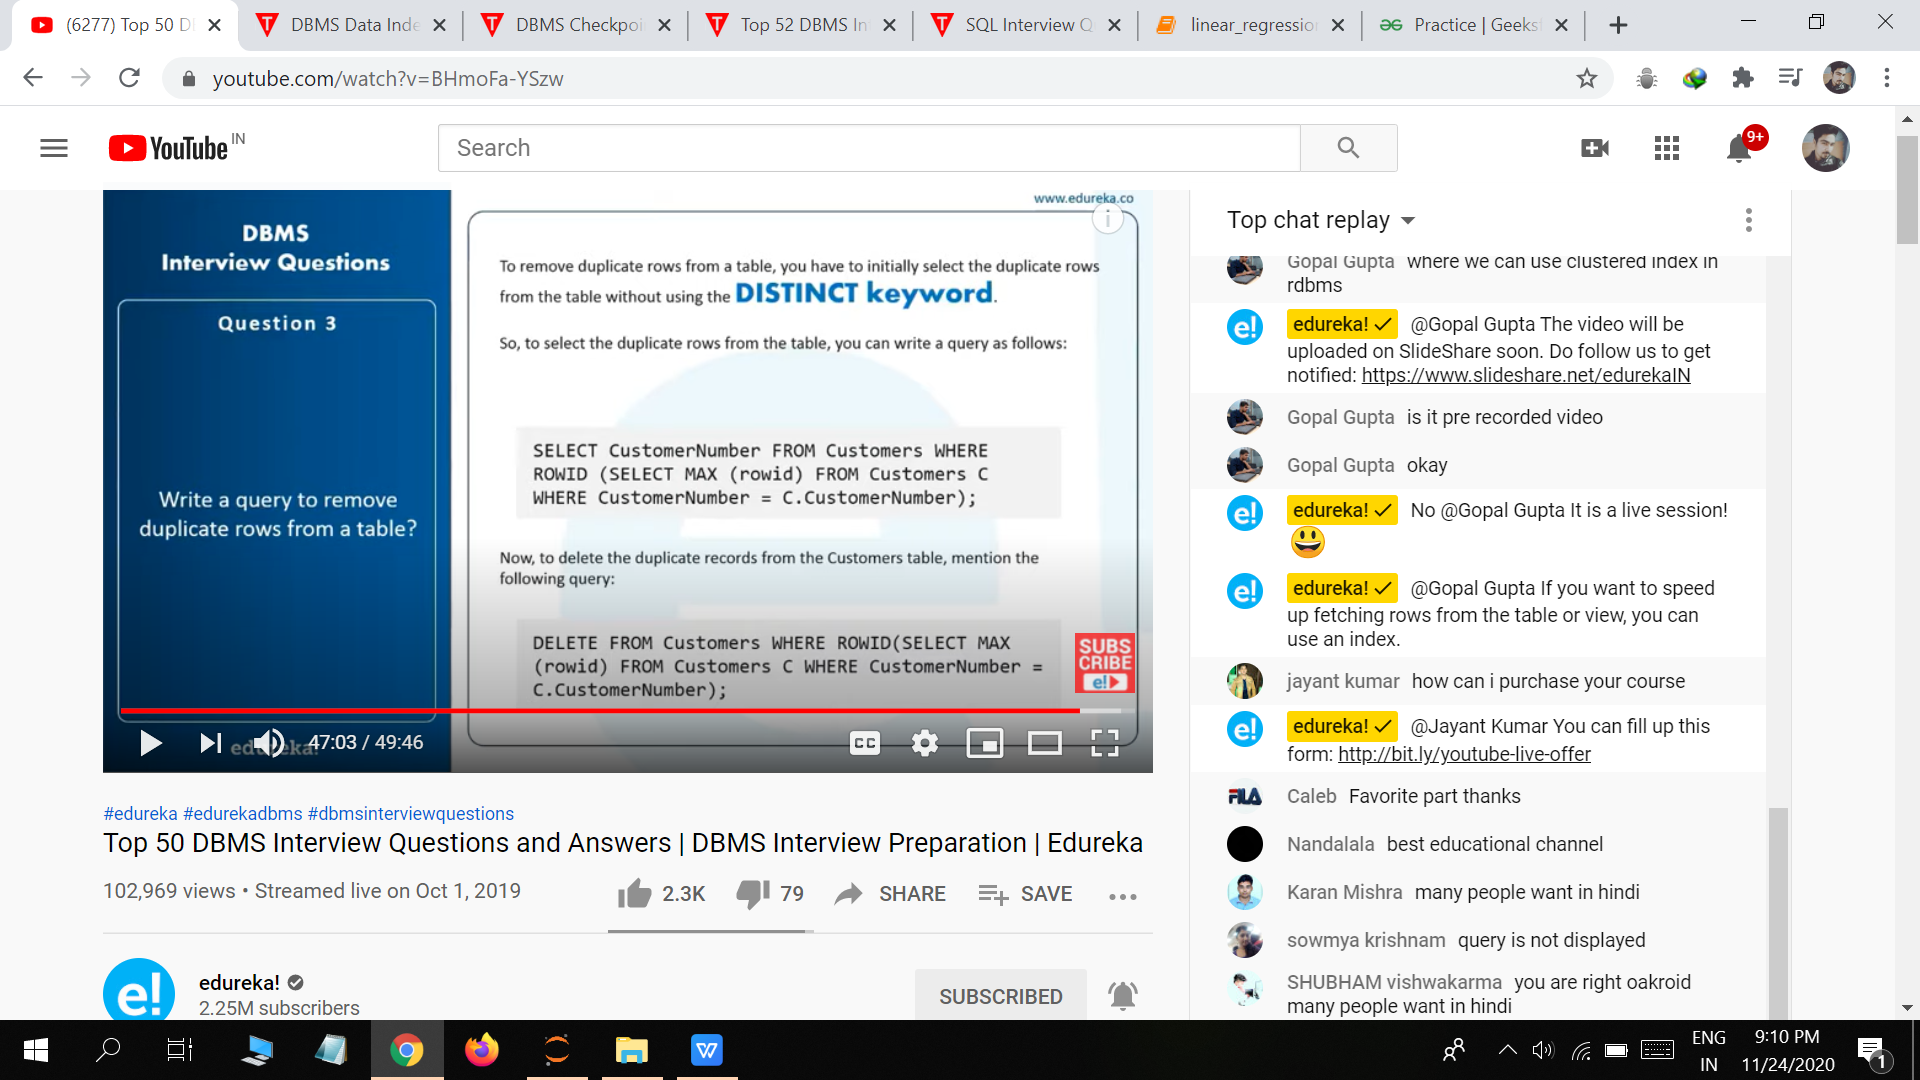 (6277) Top 50 D
DBMS Data Inde
DBMS Checkpoi
Top 52 DBMS In
SQL Interview Q
linear_regressio
Practice | Geeks
youtube.com/watch?v=BHmoFa-YSzw
YouTube IN
Search
9+
www.edureka.co
DBMS
Interview Questions
Question 3
Write a query to remove
duplicate rows from a table?
To remove duplicate rows from a table, you have to initially select the duplicate rows
from the table without using the DISTINCT keyword.
So, to select the duplicate rows from the table, you can write a query as follows:
SELECT CustomerNumber FROM Customers WHERE
ROWID (SELECT MAX (rowid) FROM Customers C
WHERE CustomerNumber = C.CustomerNumber);
Now, to delete the duplicate records from the Customers table, mention the
following query:
DELETE FROM Customers WHERE ROWID(SELECT MAX
(rowid) FROM Customers C WHERE CustomerNumber =
C.CustomerNumber);
SUBS
CRIBE
e!
edureka!
47:03 / 49:46
CC
#edureka #edurekadbms #dbmsinterviewquestions
Top 50 DBMS Interview Questions and Answers | DBMS Interview Preparation | Edureka
102,969 views • Streamed live on Oct 1, 2019
2.3K
79
SHARE
SAVE
e!
edureka!
2.25M subscribers
SUBSCRIBED
Top chat replay
Gopal Gupta where we can use clustered index in
rdbms
e! edureka! @Gopal Gupta The video will be
uploaded on SlideShare soon. Do follow us to get
notified: https://www.slideshare.net/edurekaIN
Gopal Gupta is it pre recorded video
Gopal Gupta okay
e! edureka! No @Gopal Gupta It is a live session!
😃
e! edureka! @Gopal Gupta If you want to speed
up fetching rows from the table or view, you can
use an index.
jayant kumar how can i purchase your course
e! edureka! @Jayant Kumar You can fill up this
form: http://bit.ly/youtube-live-offer
FILA Caleb Favorite part thanks
Nandalala best educational channel
Karan Mishra many people want in hindi
sowmya krishnam query is not displayed
SHUBHAM vishwakarma you are right oakroid
many people want in hindi
W
ENG
IN
9:10 PM
11/24/2020
1